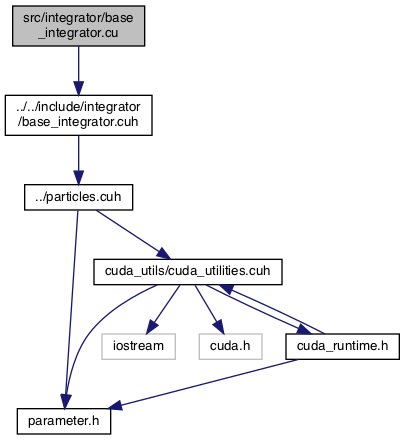 src/integrator/base
_integrator.cu
../../include/integrator
/base_integrator.cuh
../particles.cuh
cuda_utils/cuda_utilities.cuh
iostream
cuda.h
cuda_runtime.h
parameter.h